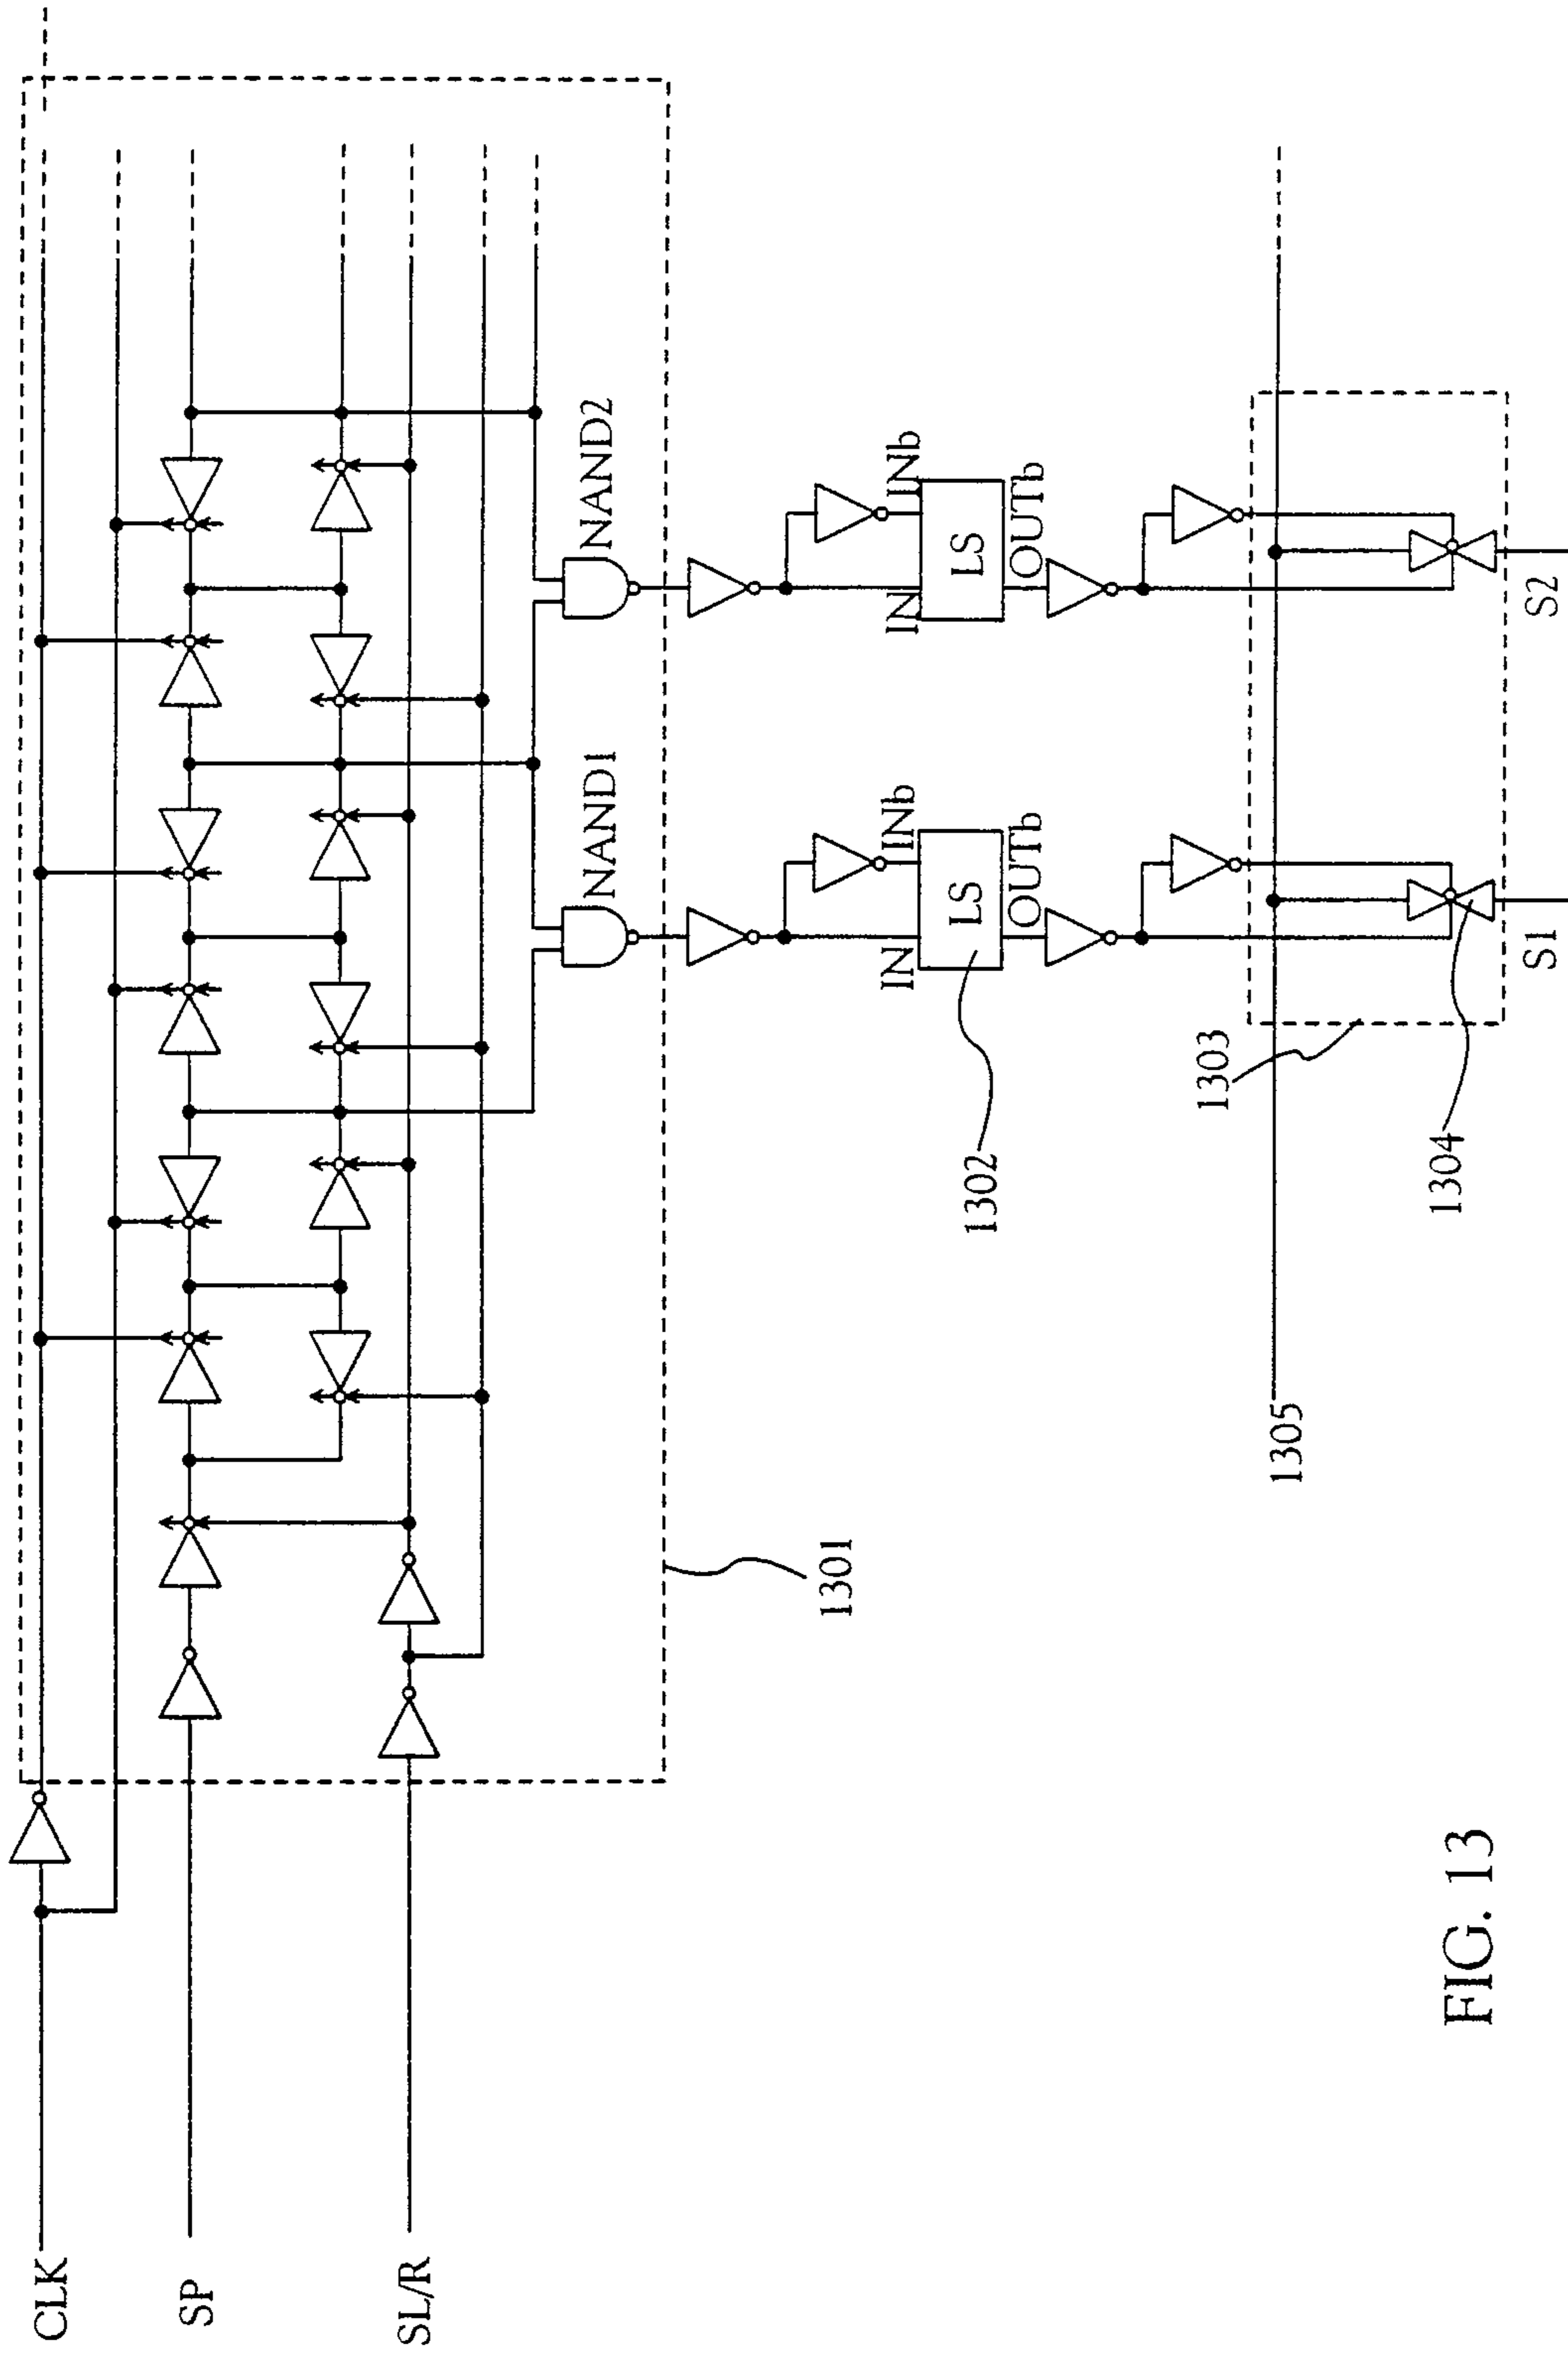 CLK
SP
SL/R
1301
NAND1
NAND2
IN
INb
LS
OUTb
1302
IN
INb
LS
OUTb
1303
1304
1305
S1
S2
FIG. 13